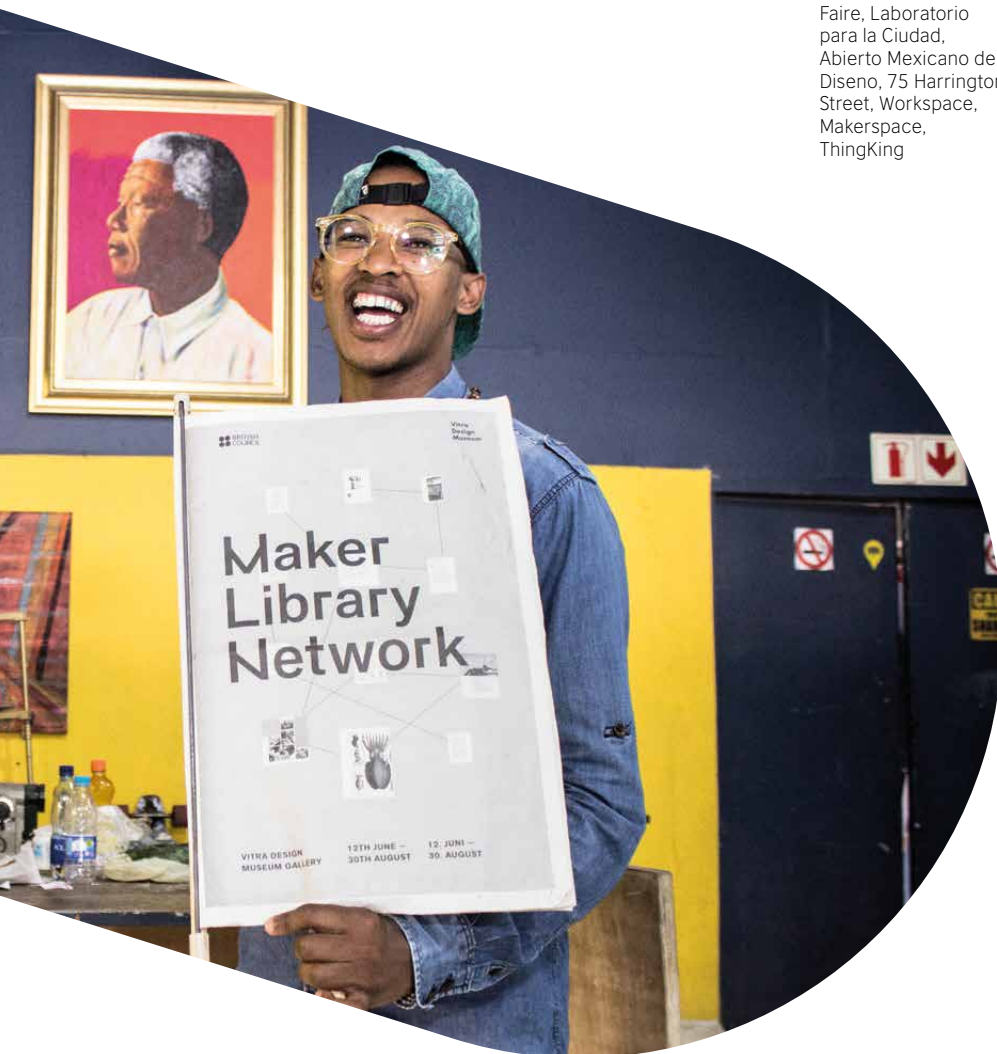 Faire, Laboratorio
para la Ciudad,
Abierto Mexicano de
Diseno, 75 Harrington
Street, Workspace,
Makerspace,
ThingKing
BRITISH
COUNCIL
Vitra
Design
Museum
Maker
Library
Network
VITRA DESIGN
MUSEUM GALLERY
12TH JUNE –
30TH AUGUST
12. JUNI –
30. AUGUST